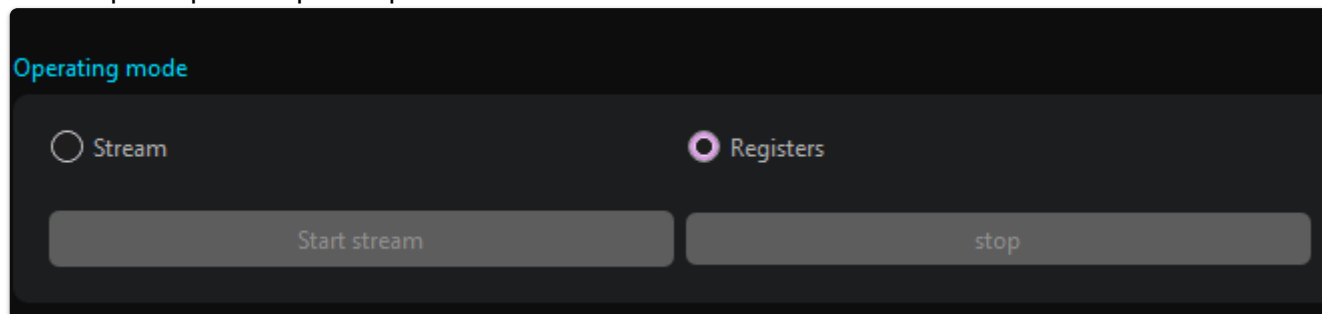 Operating mode
Stream
Registers
Start stream
stop